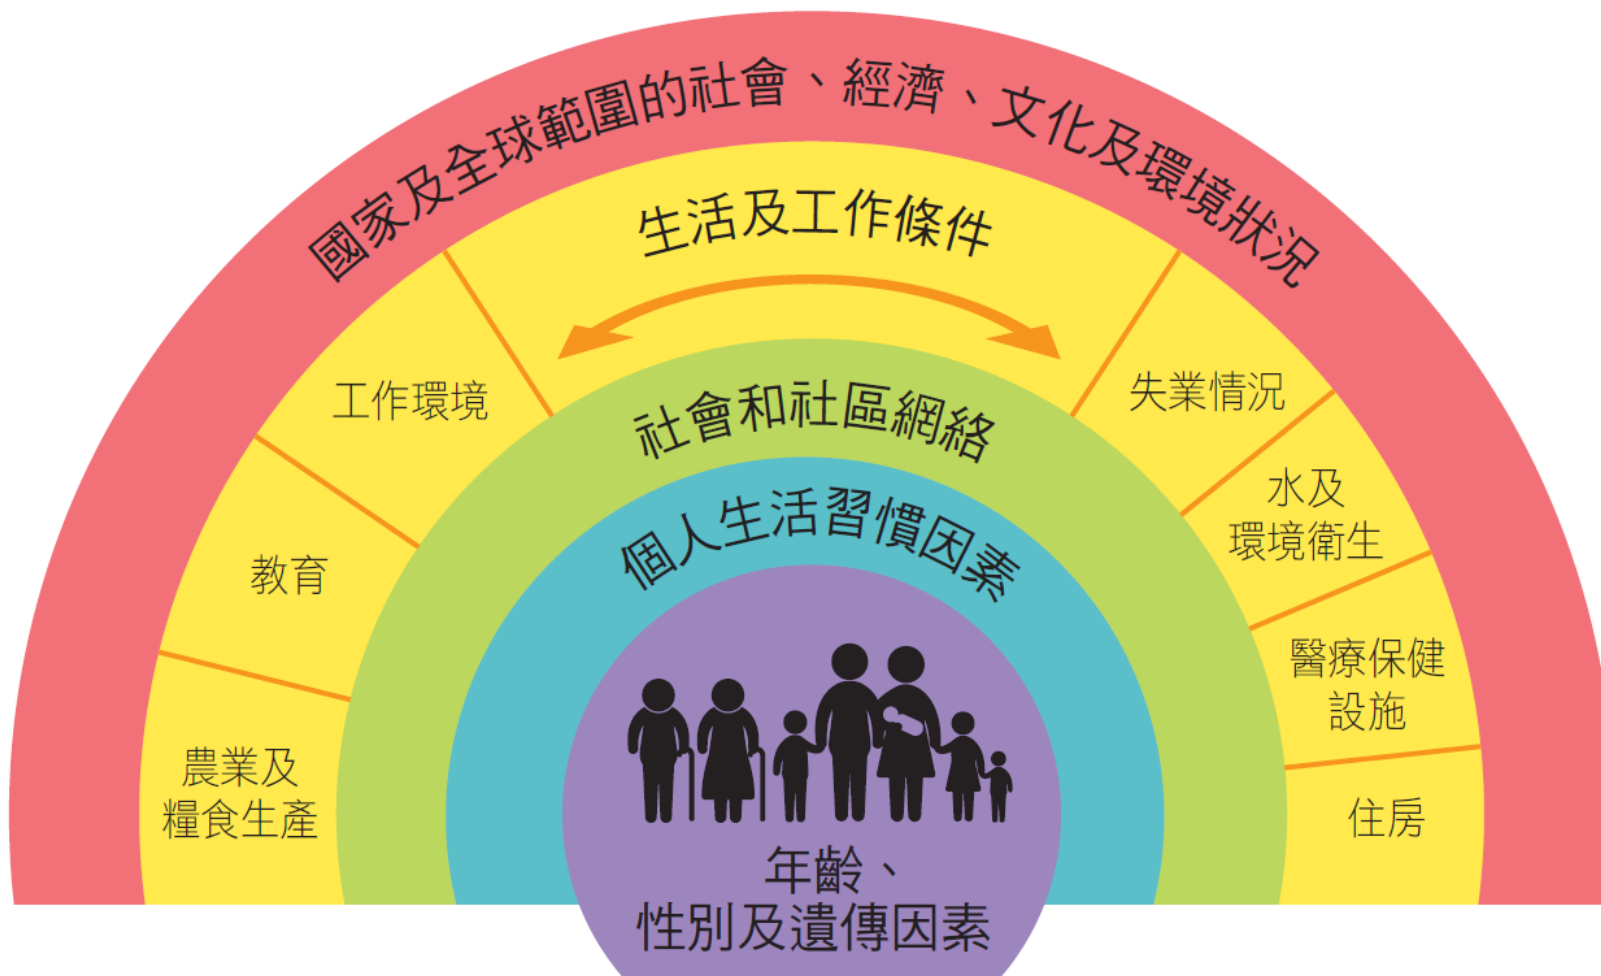 國家及全球範圍的社會、經濟、文化及環境狀況
生活及工作條件
工作環境
教育
農業及
糧食生產
失業情況
水及
環境衛生
醫療保健
設施
住房
社會和社區網絡
個人生活習慣因素
年齡、
性別及遺傳因素